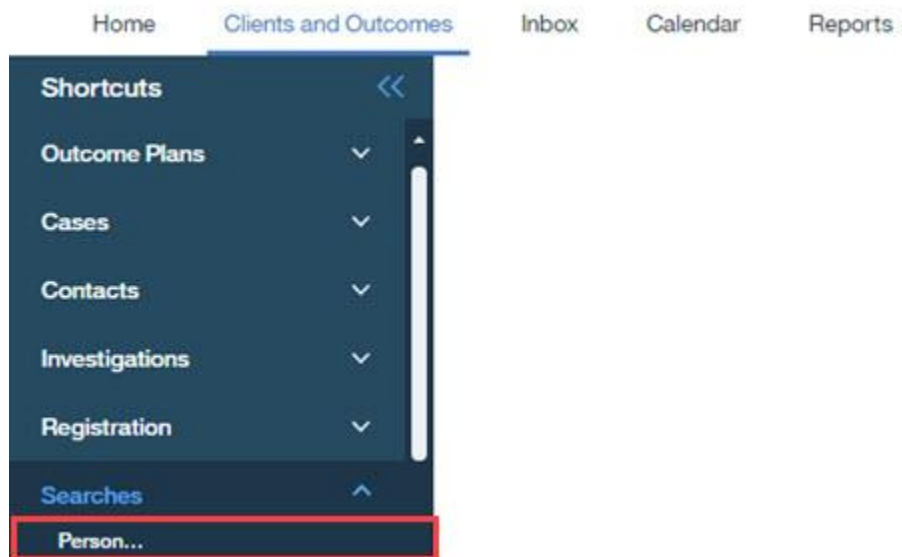 Home Clients and Outcomes Inbox Calendar Reports
Shortcuts
Outcome Plans
Cases
Contacts
Investigations
Registration
Searches
Person...